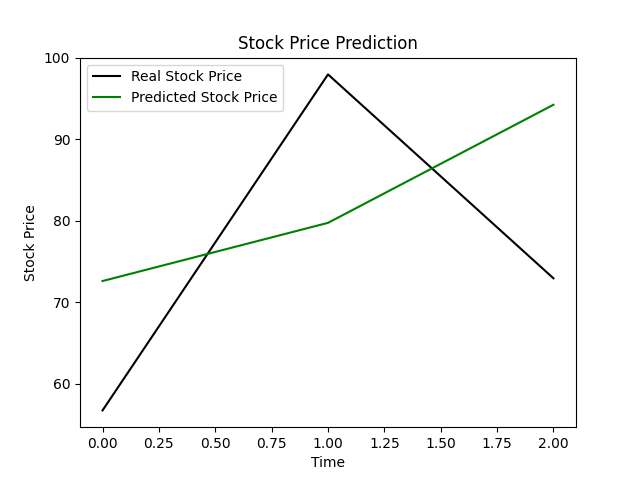 Stock Price Prediction
Real Stock Price
Predicted Stock Price
Stock Price
100
90
80
70
60
0.00 0.25 0.50 0.75 1.00 1.25 1.50 1.75 2.00
Time